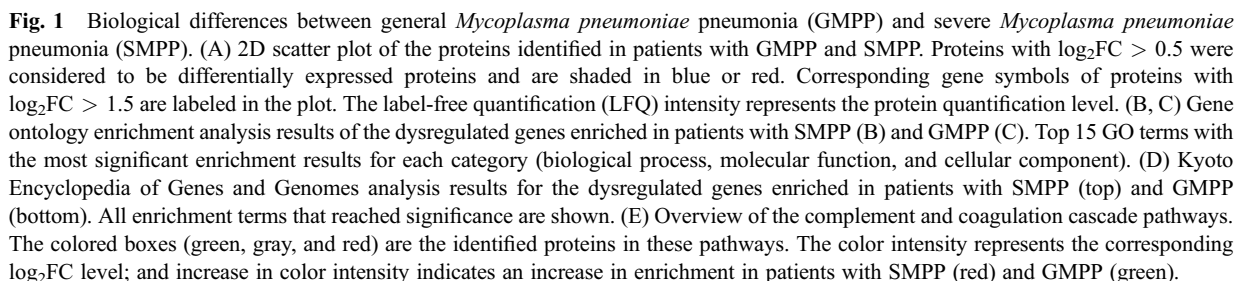 Fig. 1 Biological differences between general Mycoplasma pneumoniae pneumonia (GMPP) and severe Mycoplasma pneumoniae
pneumonia (SMPP). (A) 2D scatter plot of the proteins identified in patients with GMPP and SMPP. Proteins with log₂FC > 0.5 were
considered to be differentially expressed proteins and are shaded in blue or red. Corresponding gene symbols of proteins with
log₂FC > 1.5 are labeled in the plot. The label-free quantification (LFQ) intensity represents the protein quantification level. (B, C) Gene
ontology enrichment analysis results of the dysregulated genes enriched in patients with SMPP (B) and GMPP (C). Top 15 GO terms with
the most significant enrichment results for each category (biological process, molecular function, and cellular component). (D) Kyoto
Encyclopedia of Genes and Genomes analysis results for the dysregulated genes enriched in patients with SMPP (top) and GMPP
(bottom). All enrichment terms that reached significance are shown. (E) Overview of the complement and coagulation cascade pathways.
The colored boxes (green, gray, and red) are the identified proteins in these pathways. The color intensity represents the corresponding
log₂FC level; and increase in color intensity indicates an increase in enrichment in patients with SMPP (red) and GMPP (green).